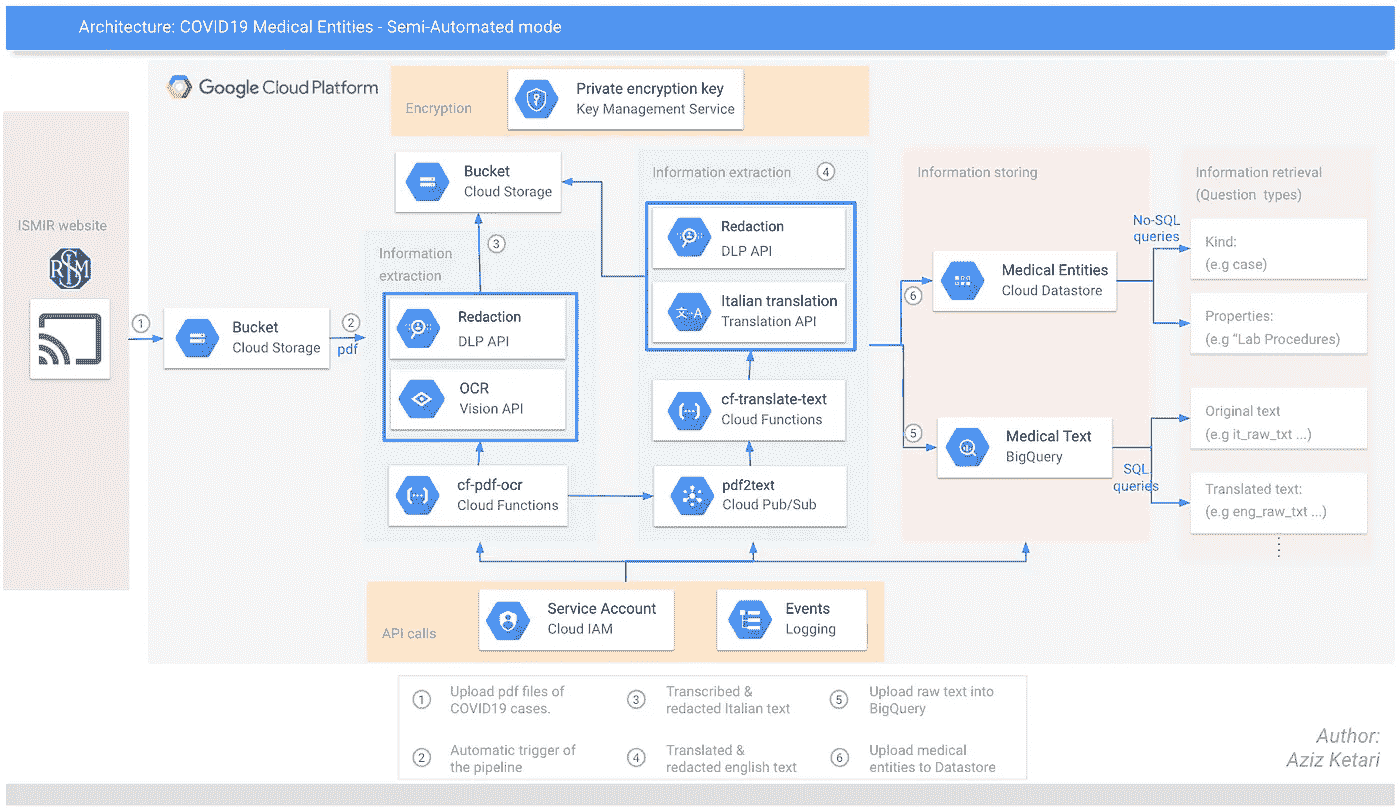 Architecture: COVID19 Medical Entities - Semi-Automated mode
Google Cloud Platform
Encryption
Private encryption key
Key Management Service
ISMIR website
RSM
1
Bucket
Cloud Storage
2
pdf
Bucket
Cloud Storage
3
Information
extraction
Redaction
DLP API
OCR
Vision API
cf-pdf-ocr
Cloud Functions
Information extraction
4
Redaction
DLP API
Italian translation
Translation API
cf-translate-text
Cloud Functions
pdf2text
Cloud Pub/Sub
Information storing
6
Medical Entities
Cloud Datastore
5
Medical Text
BigQuery
Information retrieval
(Question types)
No-SQL
queries
Kind:
(e.g case)
Properties:
(e.g "Lab Procedures)
SQL
queries
Original text
(e.g it_raw_txt ...)
Translated text:
(e.g eng_raw_txt ...)
API calls
Service Account
Cloud IAM
Events
Logging
1 Upload pdf files of
COVID19 cases.
2 Automatic trigger of
the pipeline
3 Transcribed &
redacted Italian text
4 Translated &
redacted english text
5 Upload raw text into
BigQuery
6 Upload medical
entities to Datastore
Author:
Aziz Ketari